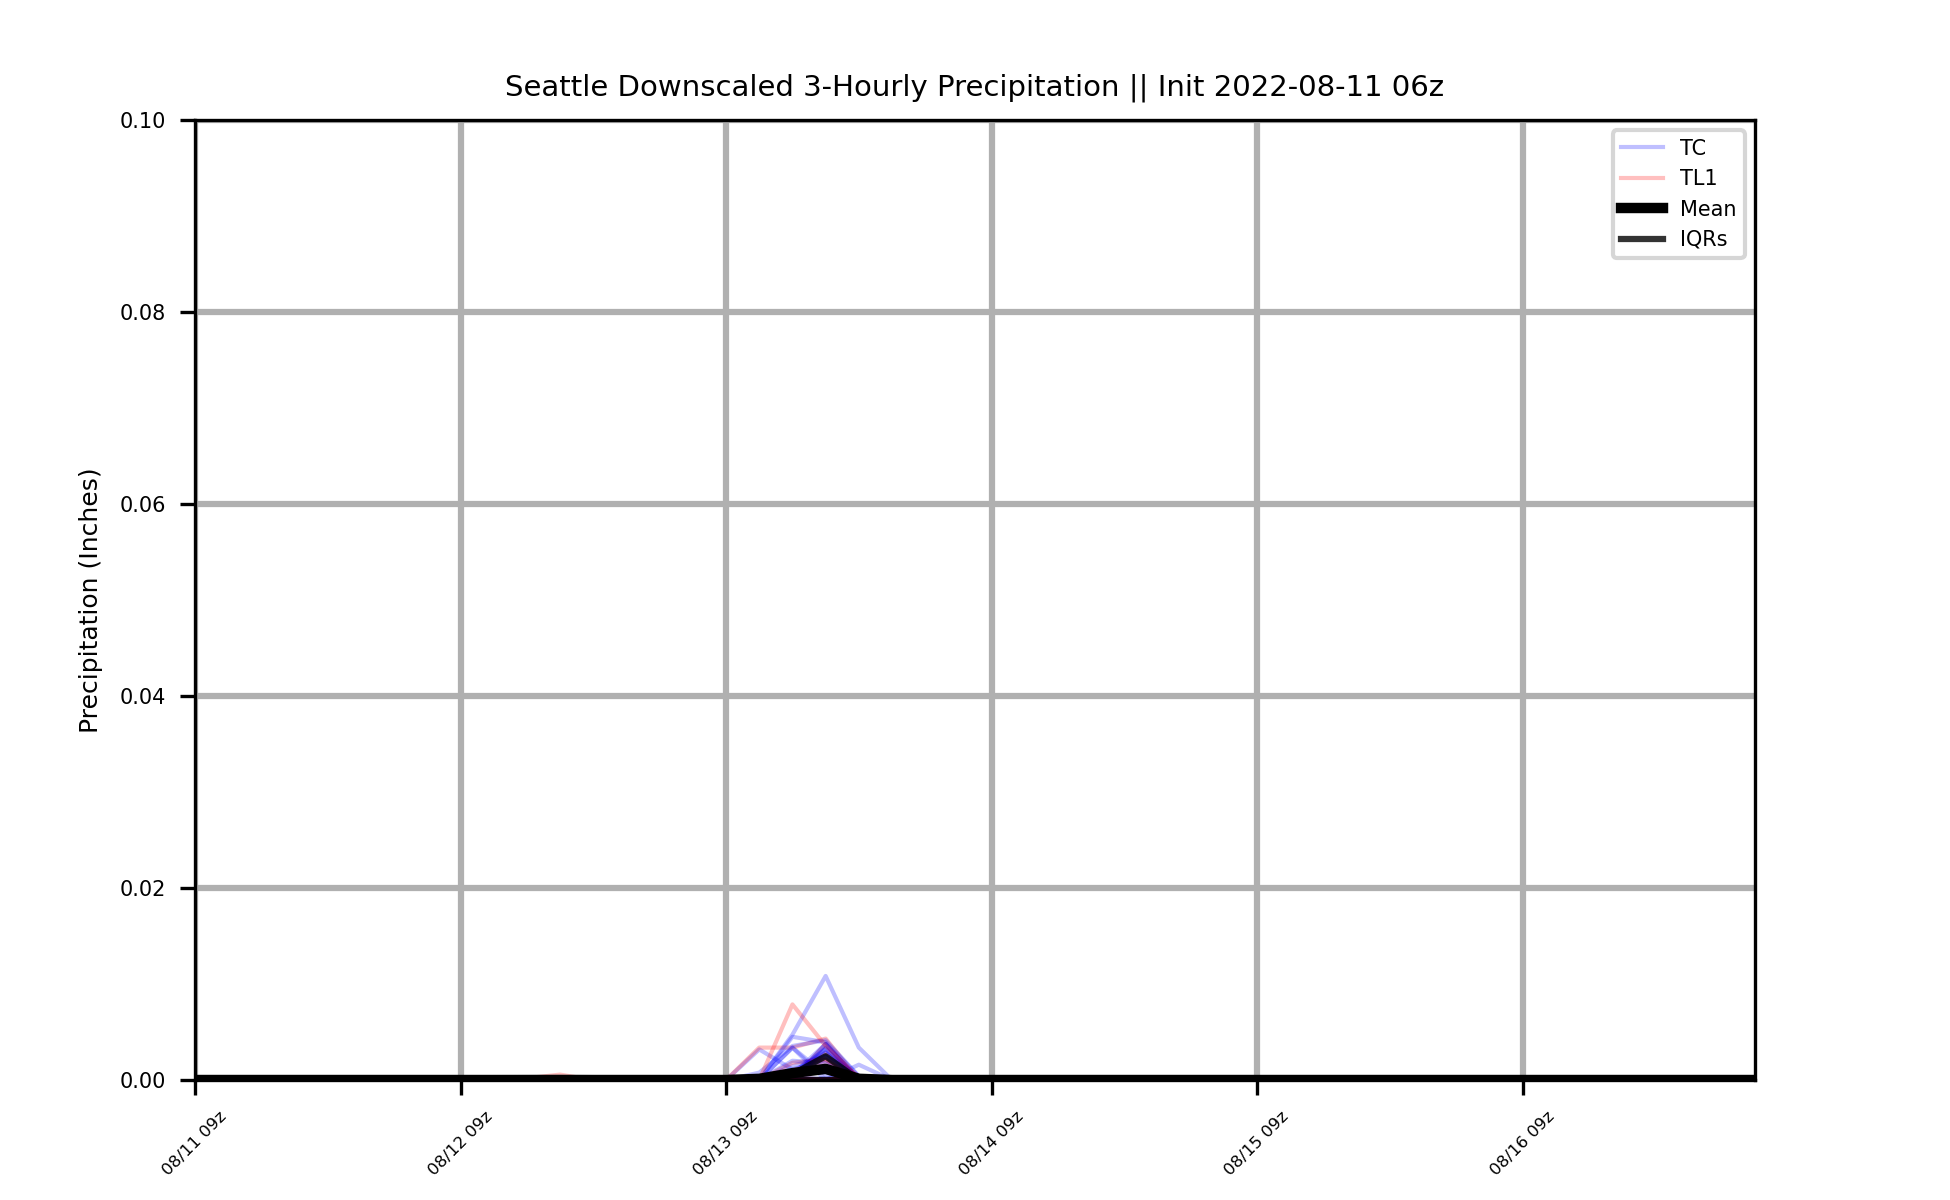 Seattle Downscaled 3-Hourly Precipitation || Init 2022-08-11 06z
0.10
0.08
0.06
0.04
0.02
0.00
Precipitation (Inches)
TC
TL1
Mean
IQRs
08/11 09z
08/12 09z
08/13 09z
08/14 09z
08/15 09z
08/16 09z